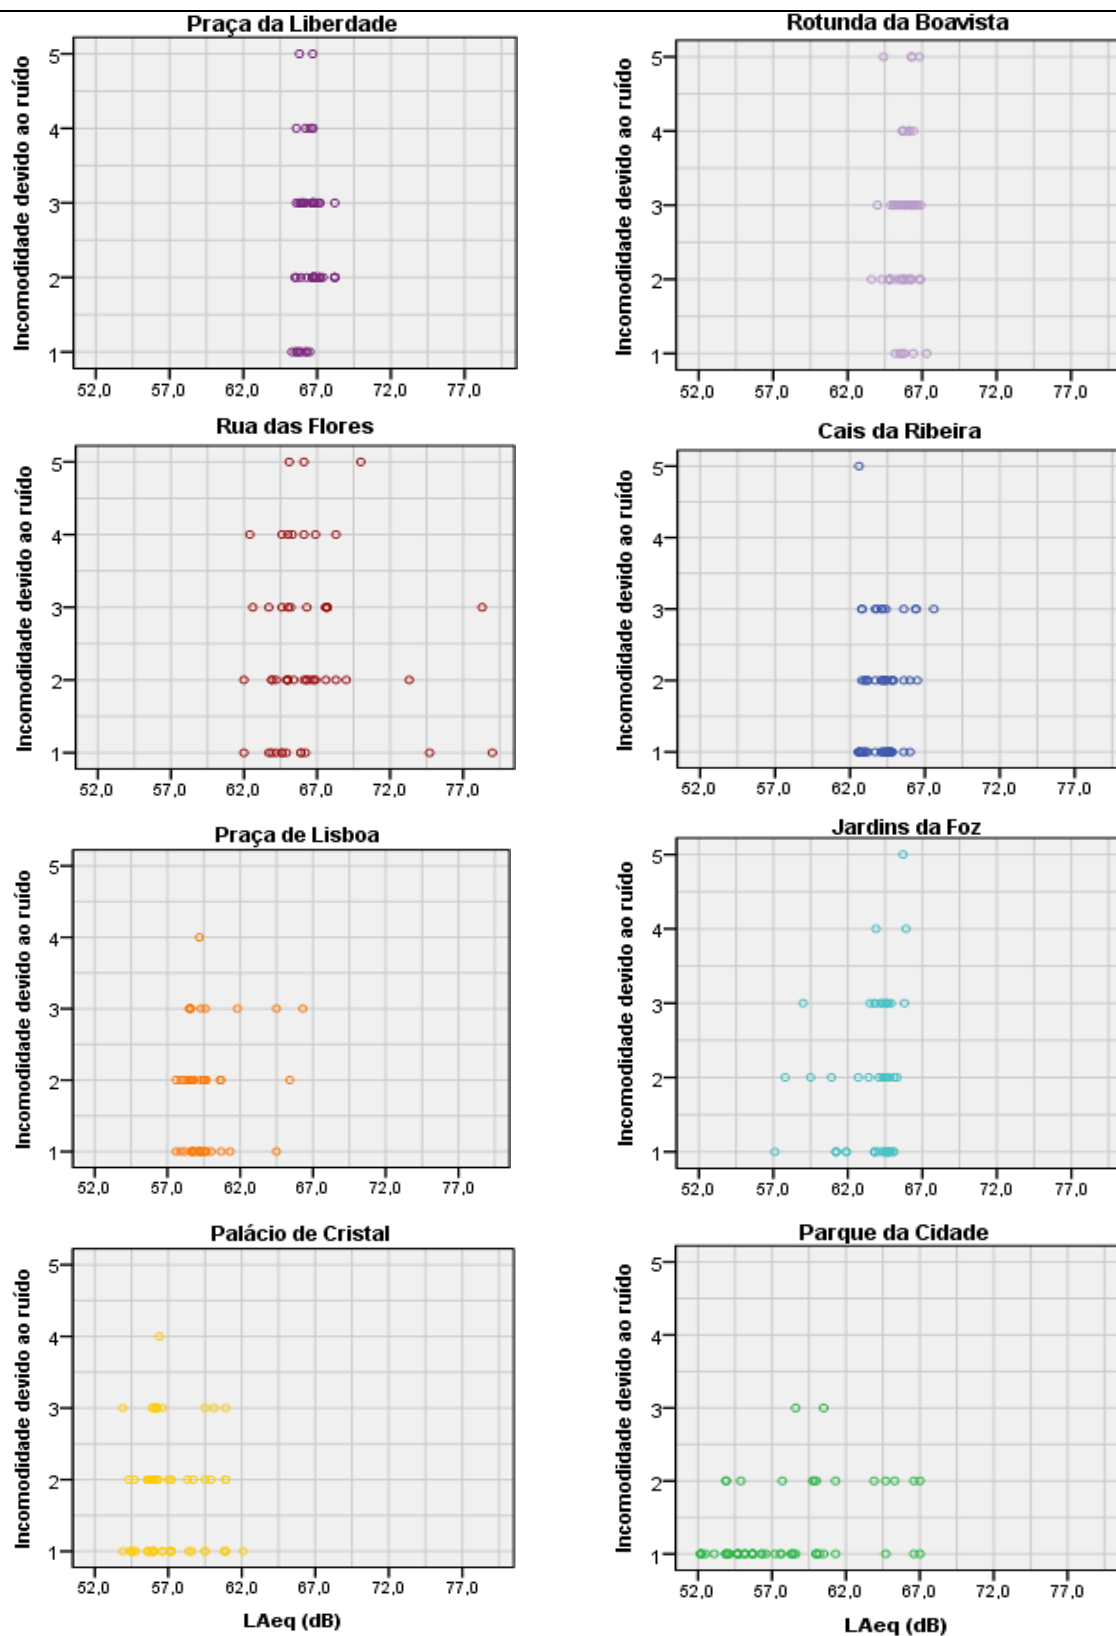 Praça da Liberdade
Incomodidade devido ao ruído
5
4
3
2
1
52,0 57,0 62,0 67,0 72,0 77,0
Rotunda da Boavista
Incomodidade devido ao ruído
5
4
3
2
1
52,0 57,0 62,0 67,0 72,0 77,0
Rua das Flores
Incomodidade devido ao ruído
5
4
3
2
1
52,0 57,0 62,0 67,0 72,0 77,0
Cais da Ribeira
Incomodidade devido ao ruído
5
4
3
2
1
52,0 57,0 62,0 67,0 72,0 77,0
Praça de Lisboa
Incomodidade devido ao ruído
5
4
3
2
1
52,0 57,0 62,0 67,0 72,0 77,0
Jardins da Foz
Incomodidade devido ao ruído
5
4
3
2
1
52,0 57,0 62,0 67,0 72,0 77,0
Palácio de Cristal
Incomodidade devido ao ruído
5
4
3
2
1
52,0 57,0 62,0 67,0 72,0 77,0
LAeq (dB)
Parque da Cidade
Incomodidade devido ao ruído
5
4
3
2
1
52,0 57,0 62,0 67,0 72,0 77,0
LAeq (dB)